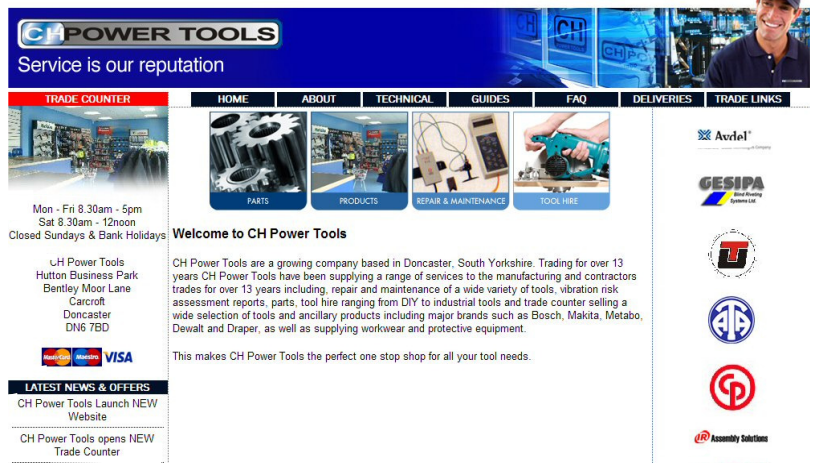 CH POWER TOOLS
Service is our reputation
TRADE COUNTER
HOME ABOUT TECHNICAL GUIDES FAQ DELIVERIES TRADE LINKS
PARTS PRODUCTS REPAIR & MAINTENANCE TOOL HIRE
Mon - Fri 8.30am - 5pm
Sat 8.30am - 12noon
Closed Sundays & Bank Holidays
CH Power Tools
Hutton Business Park
Bentley Moor Lane
Carcroft
Doncaster
DN6 7BD
MasterCard Maestro VISA
LATEST NEWS & OFFERS
CH Power Tools Launch NEW
Website
CH Power Tools opens NEW
Trade Counter
Welcome to CH Power Tools
CH Power Tools are a growing company based in Doncaster, South Yorkshire. Trading for over 13
years CH Power Tools have been supplying a range of services to the manufacturing and contractors
trades for over 13 years including, repair and maintenance of a wide variety of tools, vibration risk
assessment reports, parts, tool hire ranging from DIY to industrial tools and trade counter selling a
wide selection of tools and ancillary products including major brands such as Bosch, Makita, Metabo,
Dewalt and Draper, as well as supplying workwear and protective equipment.
This makes CH Power Tools the perfect one stop shop for all your tool needs.
Avdel
GESIPA
Blind Riveting
Systems Ltd.
ATA
CP
IR Assembly Solutions